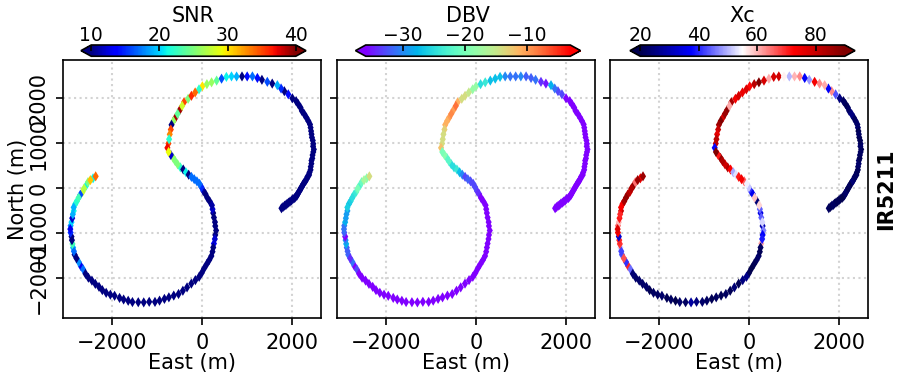 SNR DBV Xc
10 20 30 40 −30 −20 −10 20 40 60 80
2000
1000
0
−1000
−2000
North (m)
IR5211
−2000 0 2000 −2000 0 2000 −2000 0 2000
East (m) East (m) East (m)